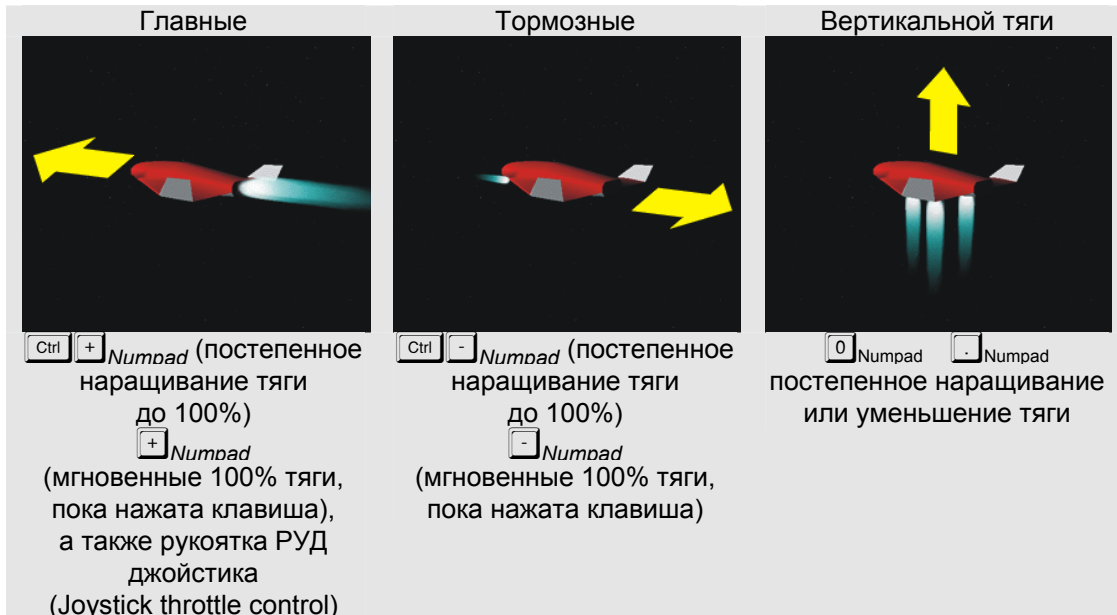 Главные
Ctrl + Numpad (постепенное
наращивание тяги
до 100%)
+ Numpad
(мгновенные 100% тяги,
пока нажата клавиша),
а также рукоятка РУД
джойстика
(Joystick throttle control)
Тормозные
Ctrl - Numpad (постепенное
наращивание тяги
до 100%)
- Numpad
(мгновенные 100% тяги,
пока нажата клавиша)
Вертикальной тяги
0 Numpad . Numpad
постепенное наращивание
или уменьшение тяги